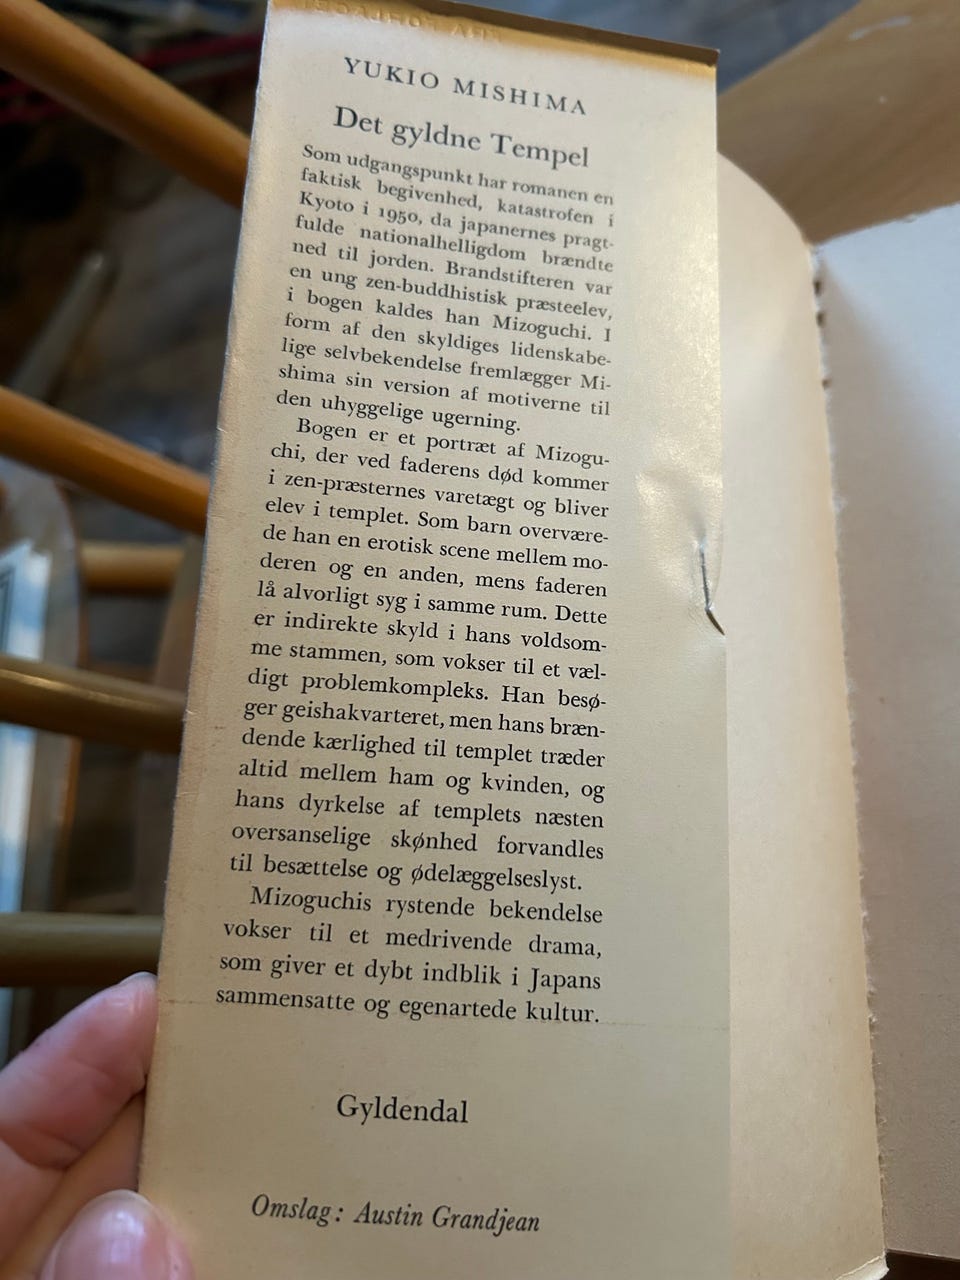 YUKIO MISHIMA
Det gyldne Tempel
Som udgangspunkt har romanen en
faktisk begivenhed, katastrofen i
Kyoto i 1950, da japanernes pragt-
fulde nationalhelligdom brændte
ned til jorden. Brandstifteren var
en ung zen-buddhistisk præsteelev,
i bogen kaldes han Mizoguchi. I
form af den skyldiges lidenskabe-
lige selvbekendelse fremlægger Mi-
shima sin version af motiverne til
den uhyggelige ugerning.
Bogen er et portræt af Mizogu-
chi, der ved faderens død kommer
i zen-præsternes varetægt og bliver
elev i templet. Som barn overvære-
de han en erotisk scene mellem mo-
deren og en anden, mens faderen
lå alvorligt syg i samme rum. Dette
er indirekte skyld i hans voldsom-
me stammen, som vokser til et væl-
digt problemkompleks. Han besø-
ger geishakvarteret, men hans bræn-
dende kærlighed til templet træder
altid mellem ham og kvinden, og
hans dyrkelse af templets næsten
oversanselige skønhed forvandles
til besættelse og ødelæggelseslyst.
Mizoguchis rystende bekendelse
vokser til et medrivende drama,
som giver et dybt indblik i Japans
sammensatte og egenartede kultur.
Gyldendal
Omslag: Austin Grandjean